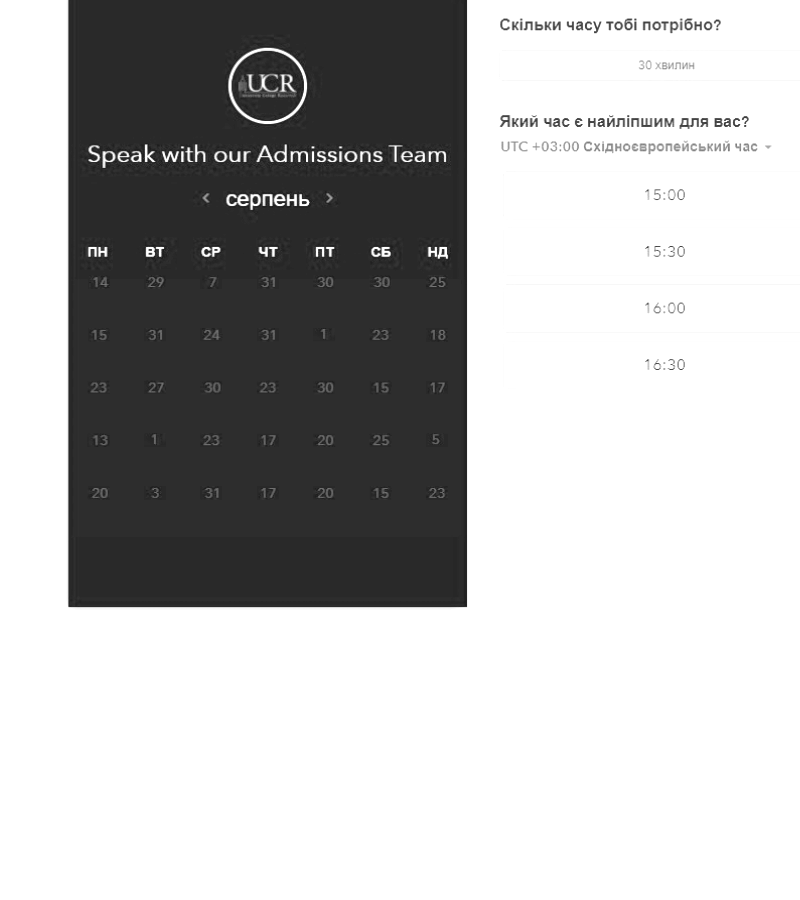 UCR
Speak with our Admissions Team
‹ серпень ›
ПН ВТ СР ЧТ ПТ СБ НД
14 29 7 31 30 30 25
15 31 24 31 1 23 18
23 27 30 23 30 15 17
13 1 23 17 20 25 5
20 3 31 17 20 15 23
Скільки часу тобі потрібно?
30 хвилин
Який час є найліпшим для вас?
UTC +03:00 Східноєвропейський час
15:00
15:30
16:00
16:30